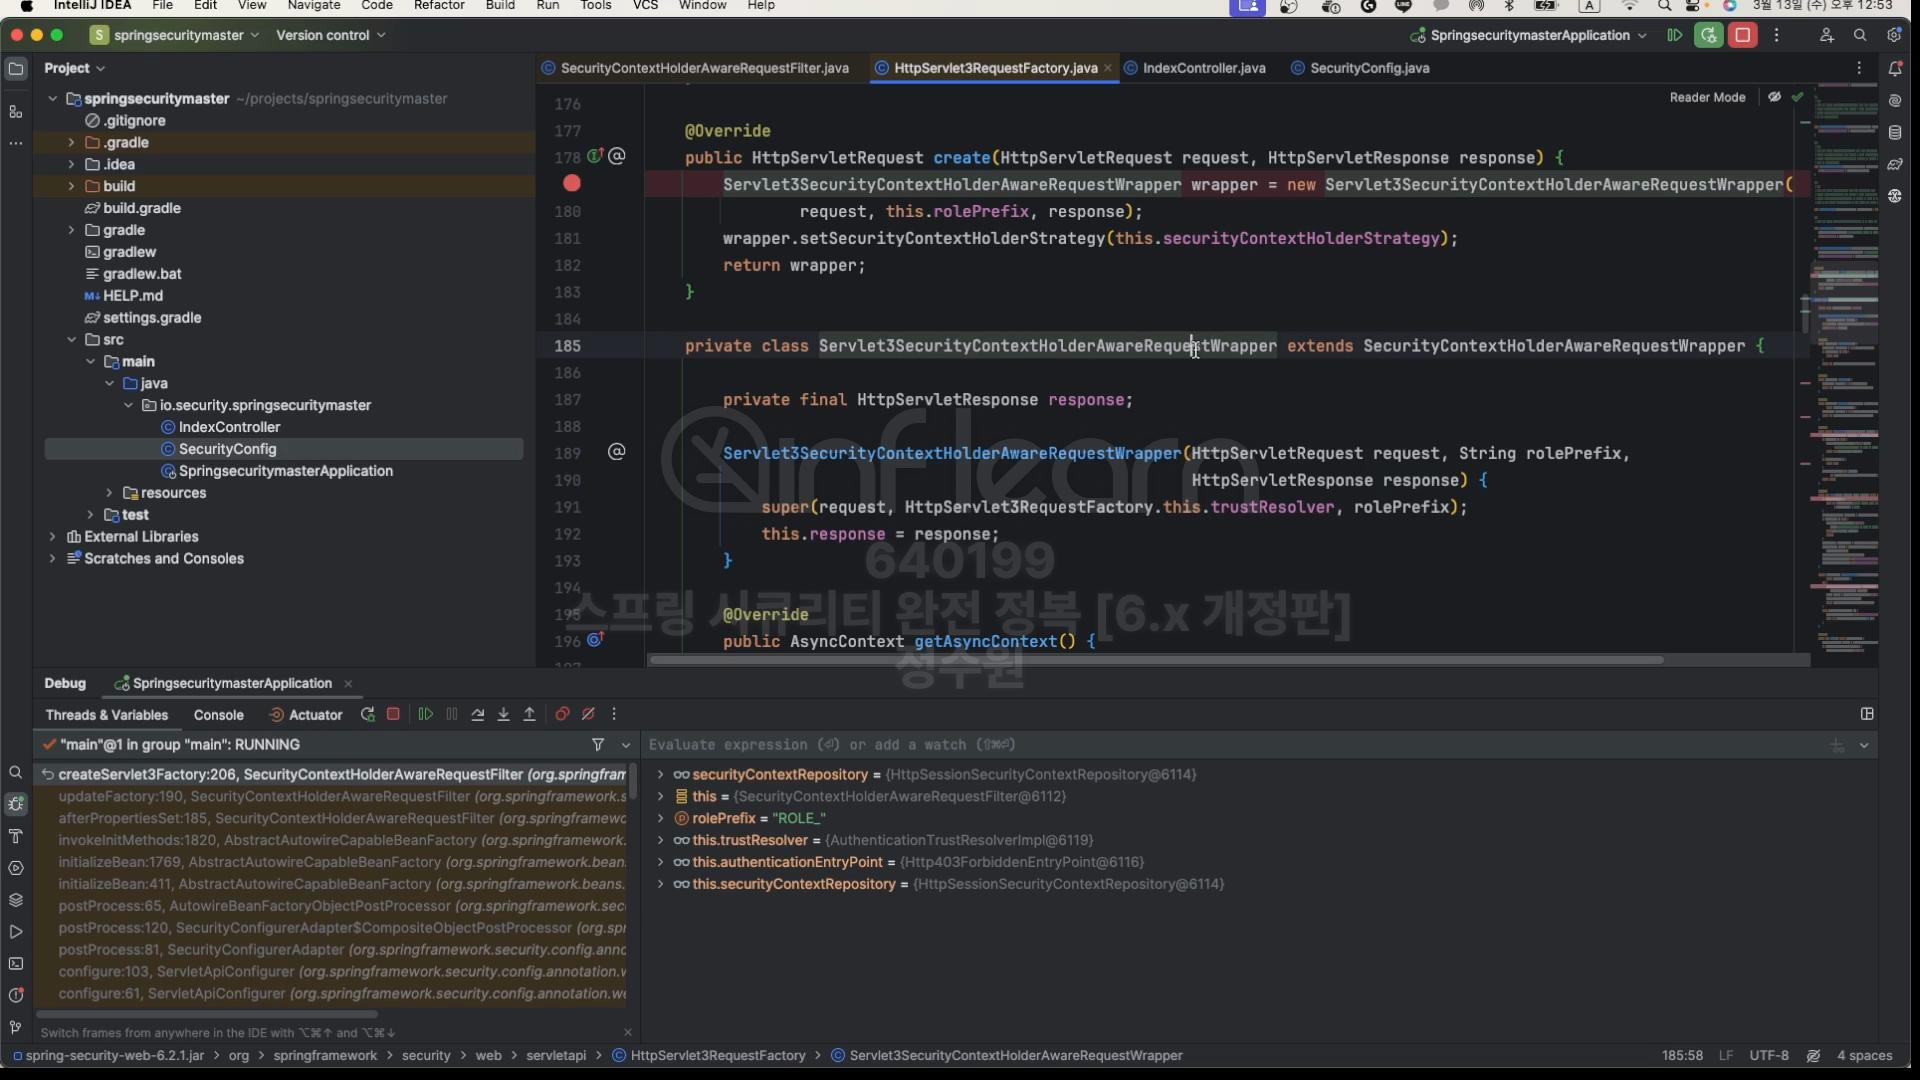 IntelliJ IDEA File Edit View Navigate Code Refactor Build Run Tools VCS Window Help
A 3월 13일 (수) 오후 12:53
S springsecuritymaster Version control
SpringsecuritymasterApplication
Project
SecurityContextHolderAwareRequestFilter.java HttpServlet3RequestFactory.java IndexController.java SecurityConfig.java
Reader Mode
springsecuritymaster ~/projects/springsecuritymaster
.gitignore
.gradle
.idea
build
build.gradle
gradle
gradlew
gradlew.bat
HELP.md
settings.gradle
src
main
java
io.security.springsecuritymaster
IndexController
SecurityConfig
SpringsecuritymasterApplication
resources
test
External Libraries
Scratches and Consoles
176
177 @Override
178 public HttpServletRequest create(HttpServletRequest request, HttpServletResponse response) {
Servlet3SecurityContextHolderAwareRequestWrapper wrapper = new Servlet3SecurityContextHolderAwareRequestWrapper(
180 request, this.rolePrefix, response);
181 wrapper.setSecurityContextHolderStrategy(this.securityContextHolderStrategy);
182 return wrapper;
183 }
184
185 private class Servlet3SecurityContextHolderAwareRequestWrapper extends SecurityContextHolderAwareRequestWrapper {
186
187 private final HttpServletResponse response;
188
189 Servlet3SecurityContextHolderAwareRequestWrapper(HttpServletRequest request, String rolePrefix,
190 HttpServletResponse response) {
191 super(request, HttpServlet3RequestFactory.this.trustResolver, rolePrefix);
192 this.response = response;
193 }
194
195 @Override
196 public AsyncContext getAsyncContext() {
inflearn
640199
스프링 시큐리티 완전 정복 [6.x 개정판]
정수원
Debug SpringsecuritymasterApplication
Threads & Variables Console Actuator
"main"@1 in group "main": RUNNING
createServlet3Factory:206, SecurityContextHolderAwareRequestFilter (org.springfram
updateFactory:190, SecurityContextHolderAwareRequestFilter (org.springframework.s
afterPropertiesSet:185, SecurityContextHolderAwareRequestFilter (org.springframew
invokeInitMethods:1820, AbstractAutowireCapableBeanFactory (org.springframework
initializeBean:1769, AbstractAutowireCapableBeanFactory (org.springframework.bean
initializeBean:411, AbstractAutowireCapableBeanFactory (org.springframework.beans.
postProcess:65, AutowireBeanFactoryObjectPostProcessor (org.springframework.sec
postProcess:120, SecurityConfigurerAdapter$CompositeObjectPostProcessor (org.spr
postProcess:81, SecurityConfigurerAdapter (org.springframework.security.config.anno
configure:103, ServletApiConfigurer (org.springframework.security.config.annotation.w
configure:61, ServletApiConfigurer (org.springframework.security.config.annotation.we
Switch frames from anywhere in the IDE with ⌥⌘↑ and ⌥⌘↓
Evaluate expression (⏎) or add a watch (⇧⌘⏎)
securityContextRepository = {HttpSessionSecurityContextRepository@6114}
this = {SecurityContextHolderAwareRequestFilter@6112}
rolePrefix = "ROLE_"
this.trustResolver = {AuthenticationTrustResolverImpl@6119}
this.authenticationEntryPoint = {Http403ForbiddenEntryPoint@6116}
this.securityContextRepository = {HttpSessionSecurityContextRepository@6114}
spring-security-web-6.2.1.jar > org > springframework > security > web > servletapi > HttpServlet3RequestFactory > Servlet3SecurityContextHolderAwareRequestWrapper
185:58 LF UTF-8 4 spaces